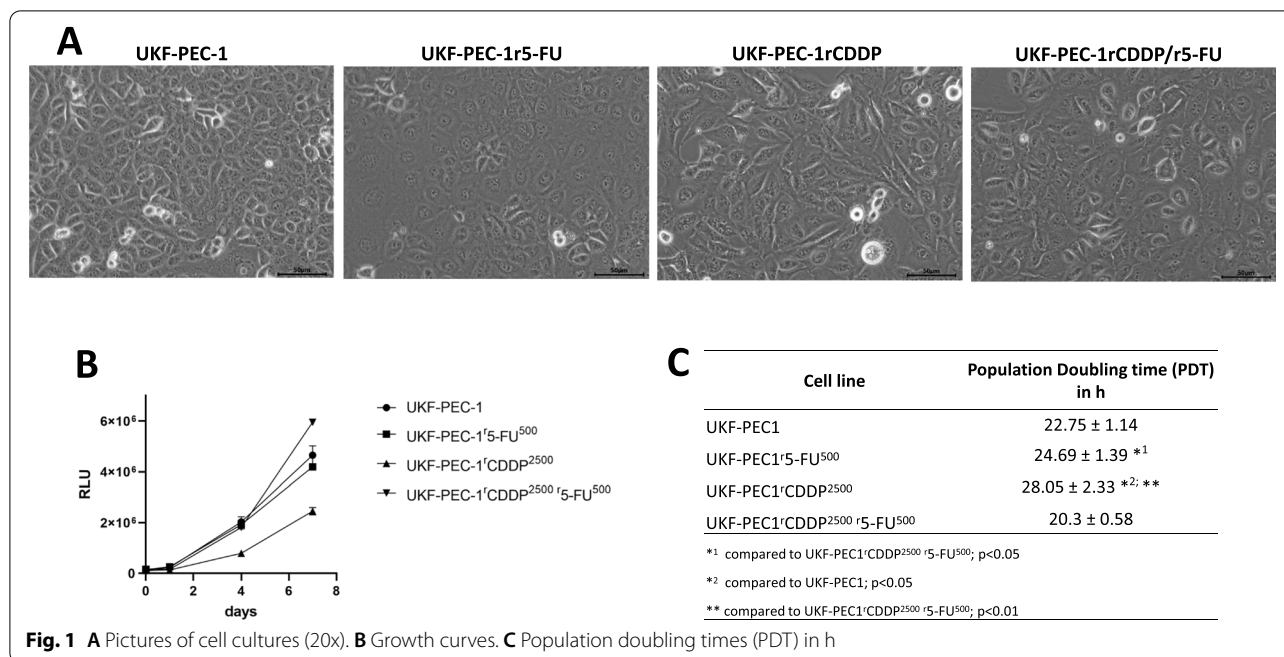 A
UKF-PEC-1
UKF-PEC-1r5-FU
UKF-PEC-1rCDDP
UKF-PEC-1rCDDP/r5-FU
50µm
50µm
50µm
50µm
B
RLU
6×10⁶
4×10⁶
2×10⁶
0
0 2 4 6 8
days
UKF-PEC-1
UKF-PEC-1ʳ5-FU⁵⁰⁰
UKF-PEC-1ʳCDDP²⁵⁰⁰
UKF-PEC-1ʳCDDP²⁵⁰⁰ ʳ5-FU⁵⁰⁰
C
Cell line
Population Doubling time (PDT)
in h
UKF-PEC1 22.75 ± 1.14
UKF-PEC1ʳ5-FU⁵⁰⁰ 24.69 ± 1.39 *¹
UKF-PEC1ʳCDDP²⁵⁰⁰ 28.05 ± 2.33 *²; **
UKF-PEC1ʳCDDP²⁵⁰⁰ ʳ5-FU⁵⁰⁰ 20.3 ± 0.58
*¹ compared to UKF-PEC1ʳCDDP²⁵⁰⁰ ʳ5-FU⁵⁰⁰; p<0.05
*² compared to UKF-PEC1; p<0.05
** compared to UKF-PEC1ʳCDDP²⁵⁰⁰ ʳ5-FU⁵⁰⁰; p<0.01
Fig. 1 A Pictures of cell cultures (20x). B Growth curves. C Population doubling times (PDT) in h